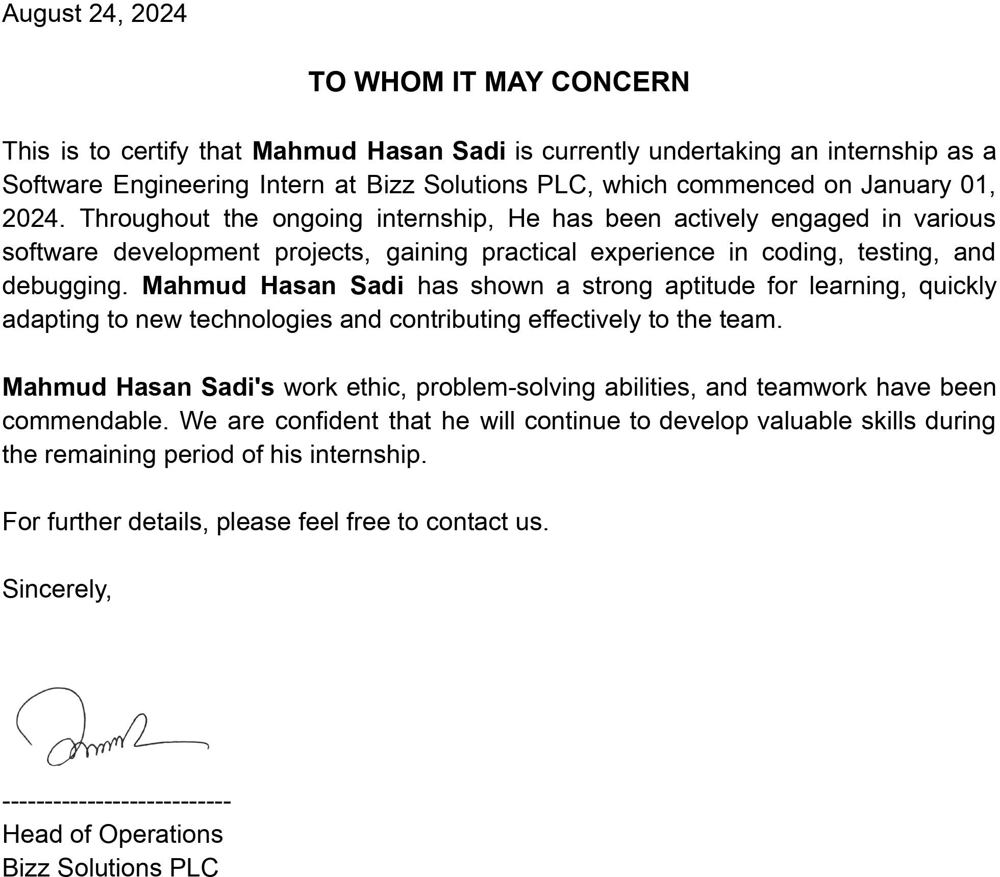 August 24, 2024
TO WHOM IT MAY CONCERN
This is to certify that Mahmud Hasan Sadi is currently undertaking an internship as a
Software Engineering Intern at Bizz Solutions PLC, which commenced on January 01,
2024. Throughout the ongoing internship, He has been actively engaged in various
software development projects, gaining practical experience in coding, testing, and
debugging. Mahmud Hasan Sadi has shown a strong aptitude for learning, quickly
adapting to new technologies and contributing effectively to the team.
Mahmud Hasan Sadi's work ethic, problem-solving abilities, and teamwork have been
commendable. We are confident that he will continue to develop valuable skills during
the remaining period of his internship.
For further details, please feel free to contact us.
Sincerely,
---------------------------
Head of Operations
Bizz Solutions PLC